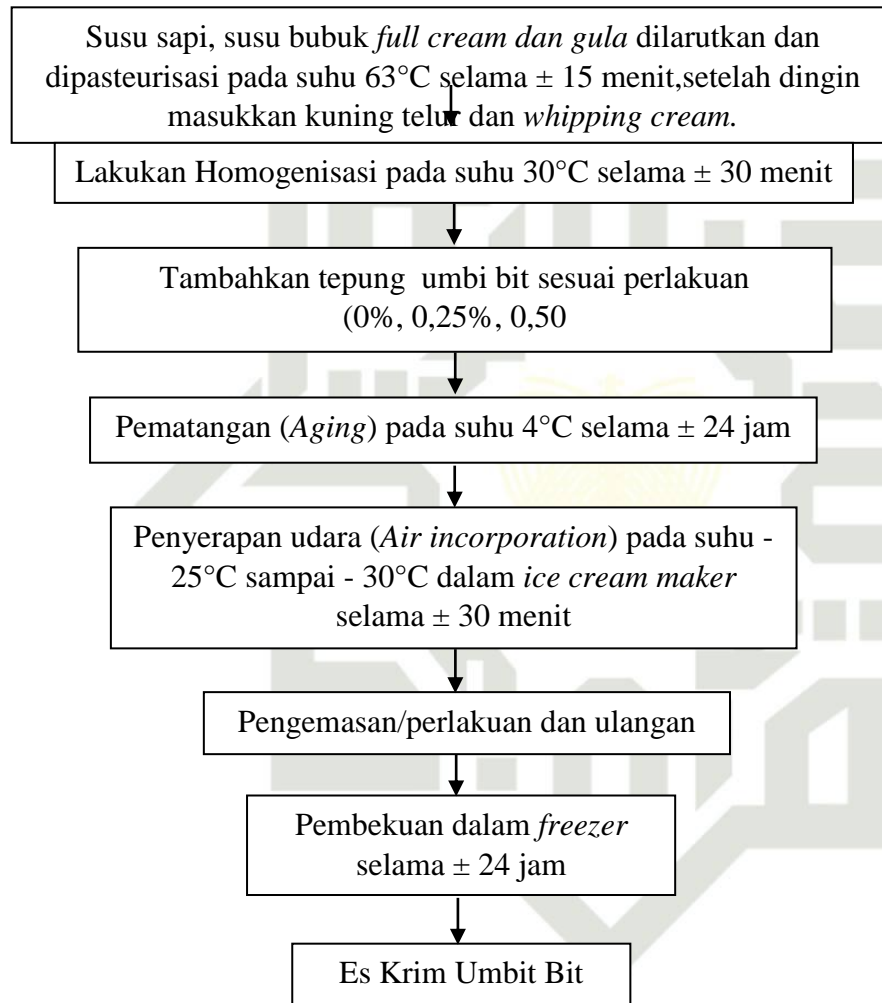 Susu sapi, susu bubuk full cream dan gula dilarutkan dan
dipasteurisasi pada suhu 63°C selama ± 15 menit,setelah dingin
masukkan kuning telur dan whipping cream.
Lakukan Homogenisasi pada suhu 30°C selama ± 30 menit
Tambahkan tepung umbi bit sesuai perlakuan
(0%, 0,25%, 0,50
Pematangan (Aging) pada suhu 4°C selama ± 24 jam
Penyerapan udara (Air incorporation) pada suhu -
25°C sampai - 30°C dalam ice cream maker
selama ± 30 menit
Pengemasan/perlakuan dan ulangan
Pembekuan dalam freezer
selama ± 24 jam
Es Krim Umbit Bit